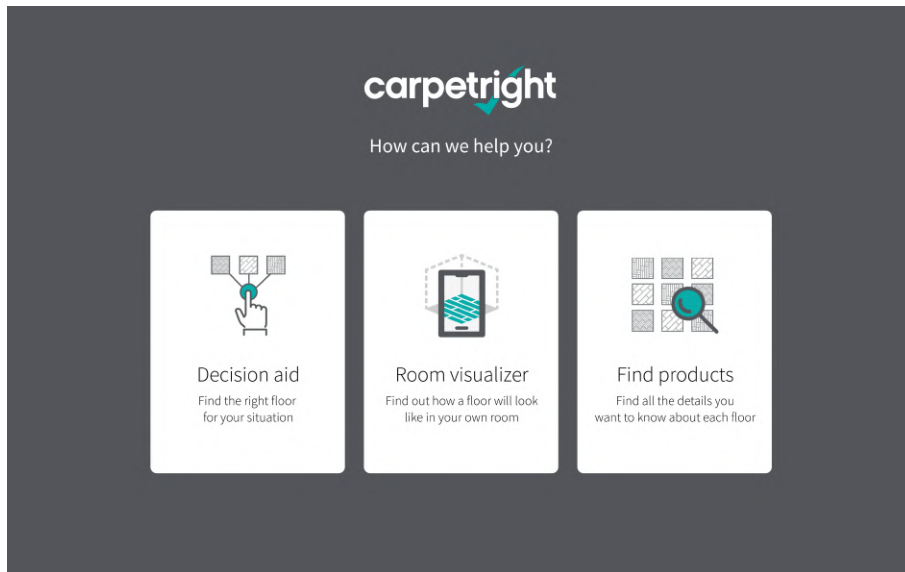 carpetright
How can we help you?
Decision aid
Find the right floor
for your situation
Room visualizer
Find out how a floor will look
like in your own room
Find products
Find all the details you
want to know about each floor